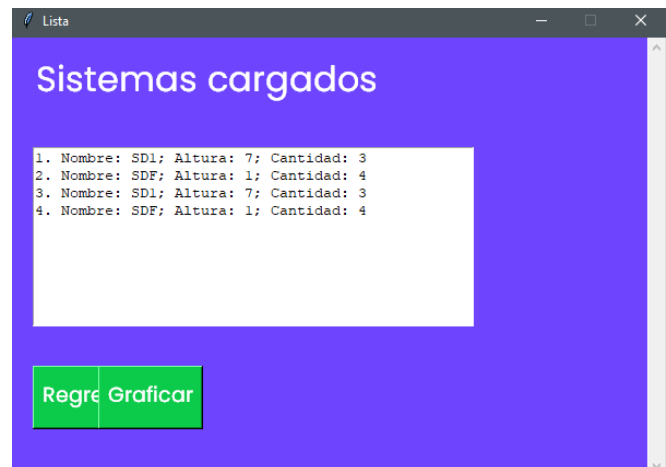 Lista
Sistemas cargados
1. Nombre: SD1; Altura: 7; Cantidad: 3
2. Nombre: SDF; Altura: 1; Cantidad: 4
3. Nombre: SD1; Altura: 7; Cantidad: 3
4. Nombre: SDF; Altura: 1; Cantidad: 4
Regre Graficar